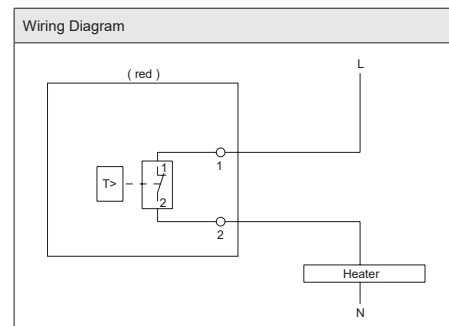 Wiring Diagram
( red )
L
1
1
T>
2
2
Heater
N